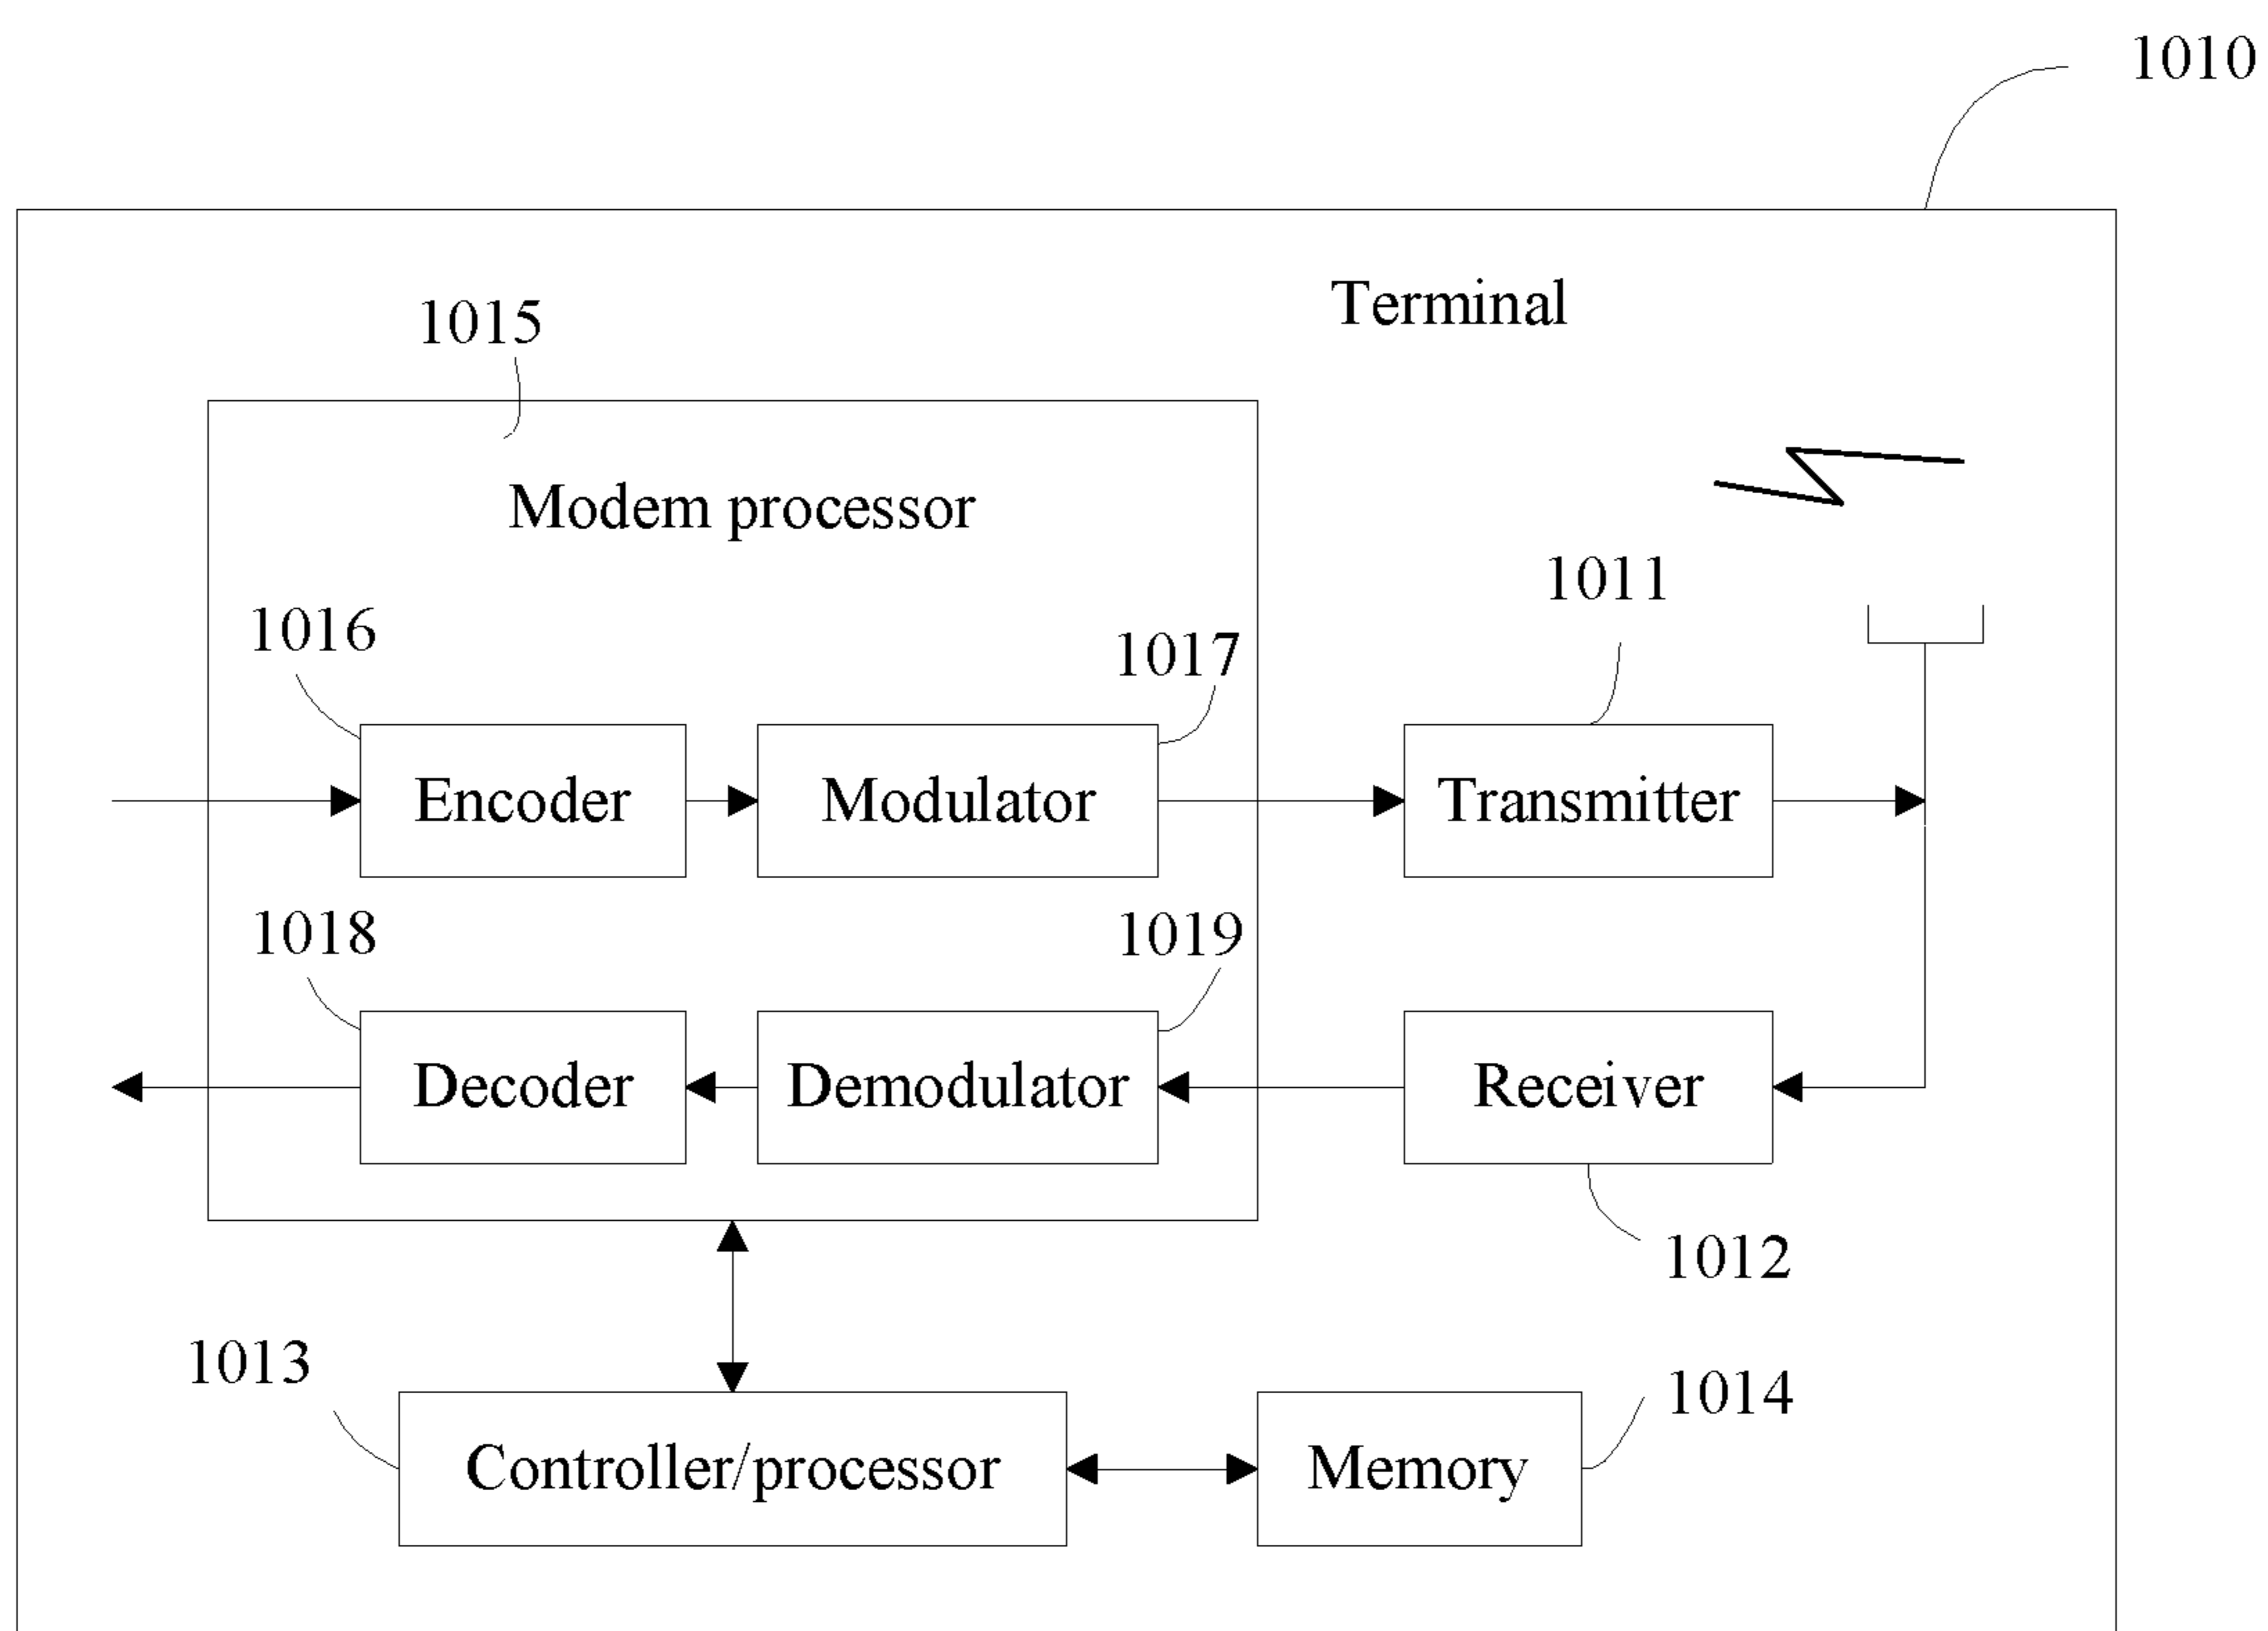 1010
Terminal
1015
Modem processor
1011
1016
1017
Encoder
Modulator
Transmitter
1018
1019
Decoder
Demodulator
Receiver
1012
1013
1014
Controller/processor
Memory